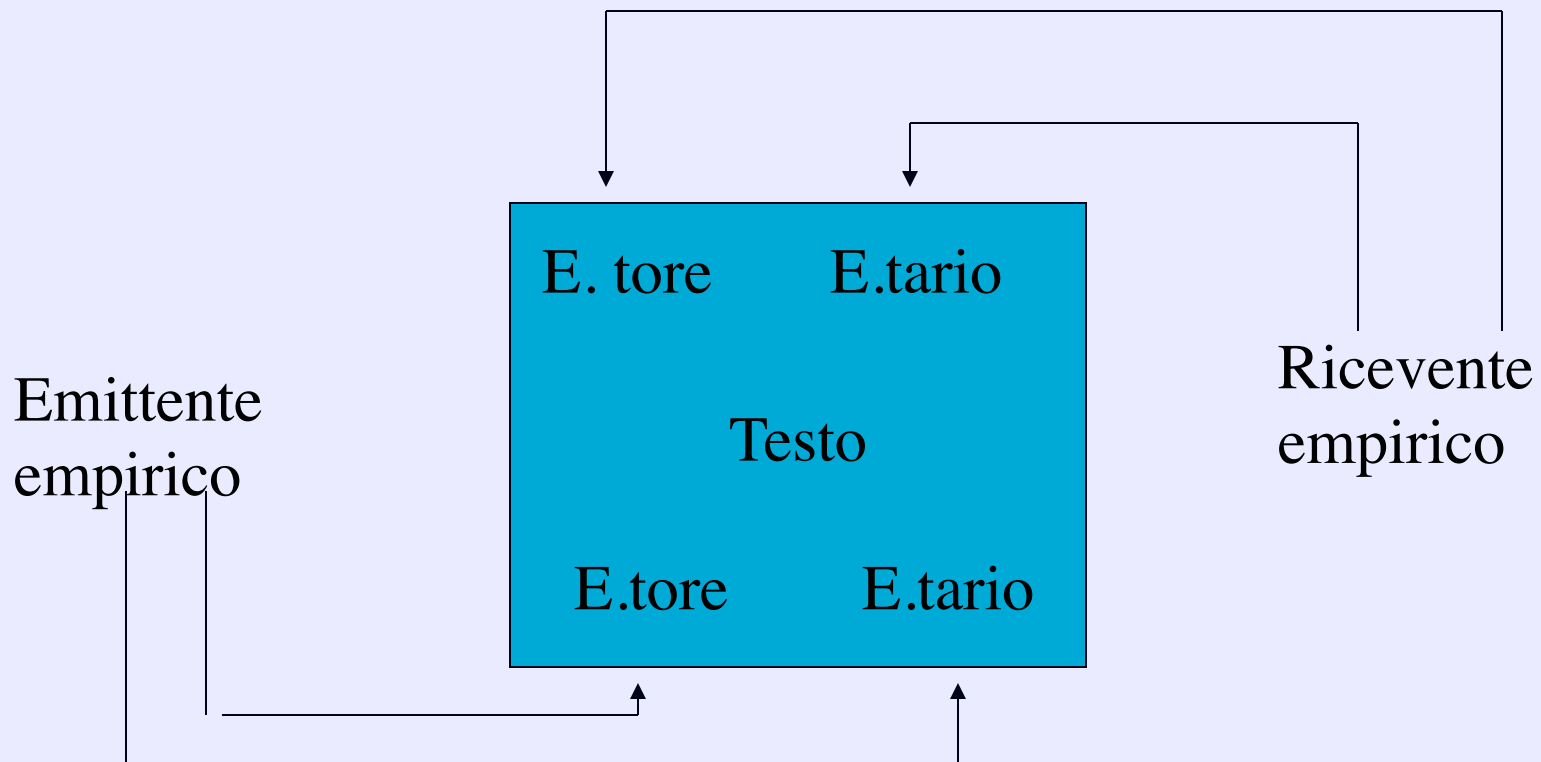 E. tore
E.tario
Emittente
empirico
Testo
Ricevente
empirico
E.tore
E.tario